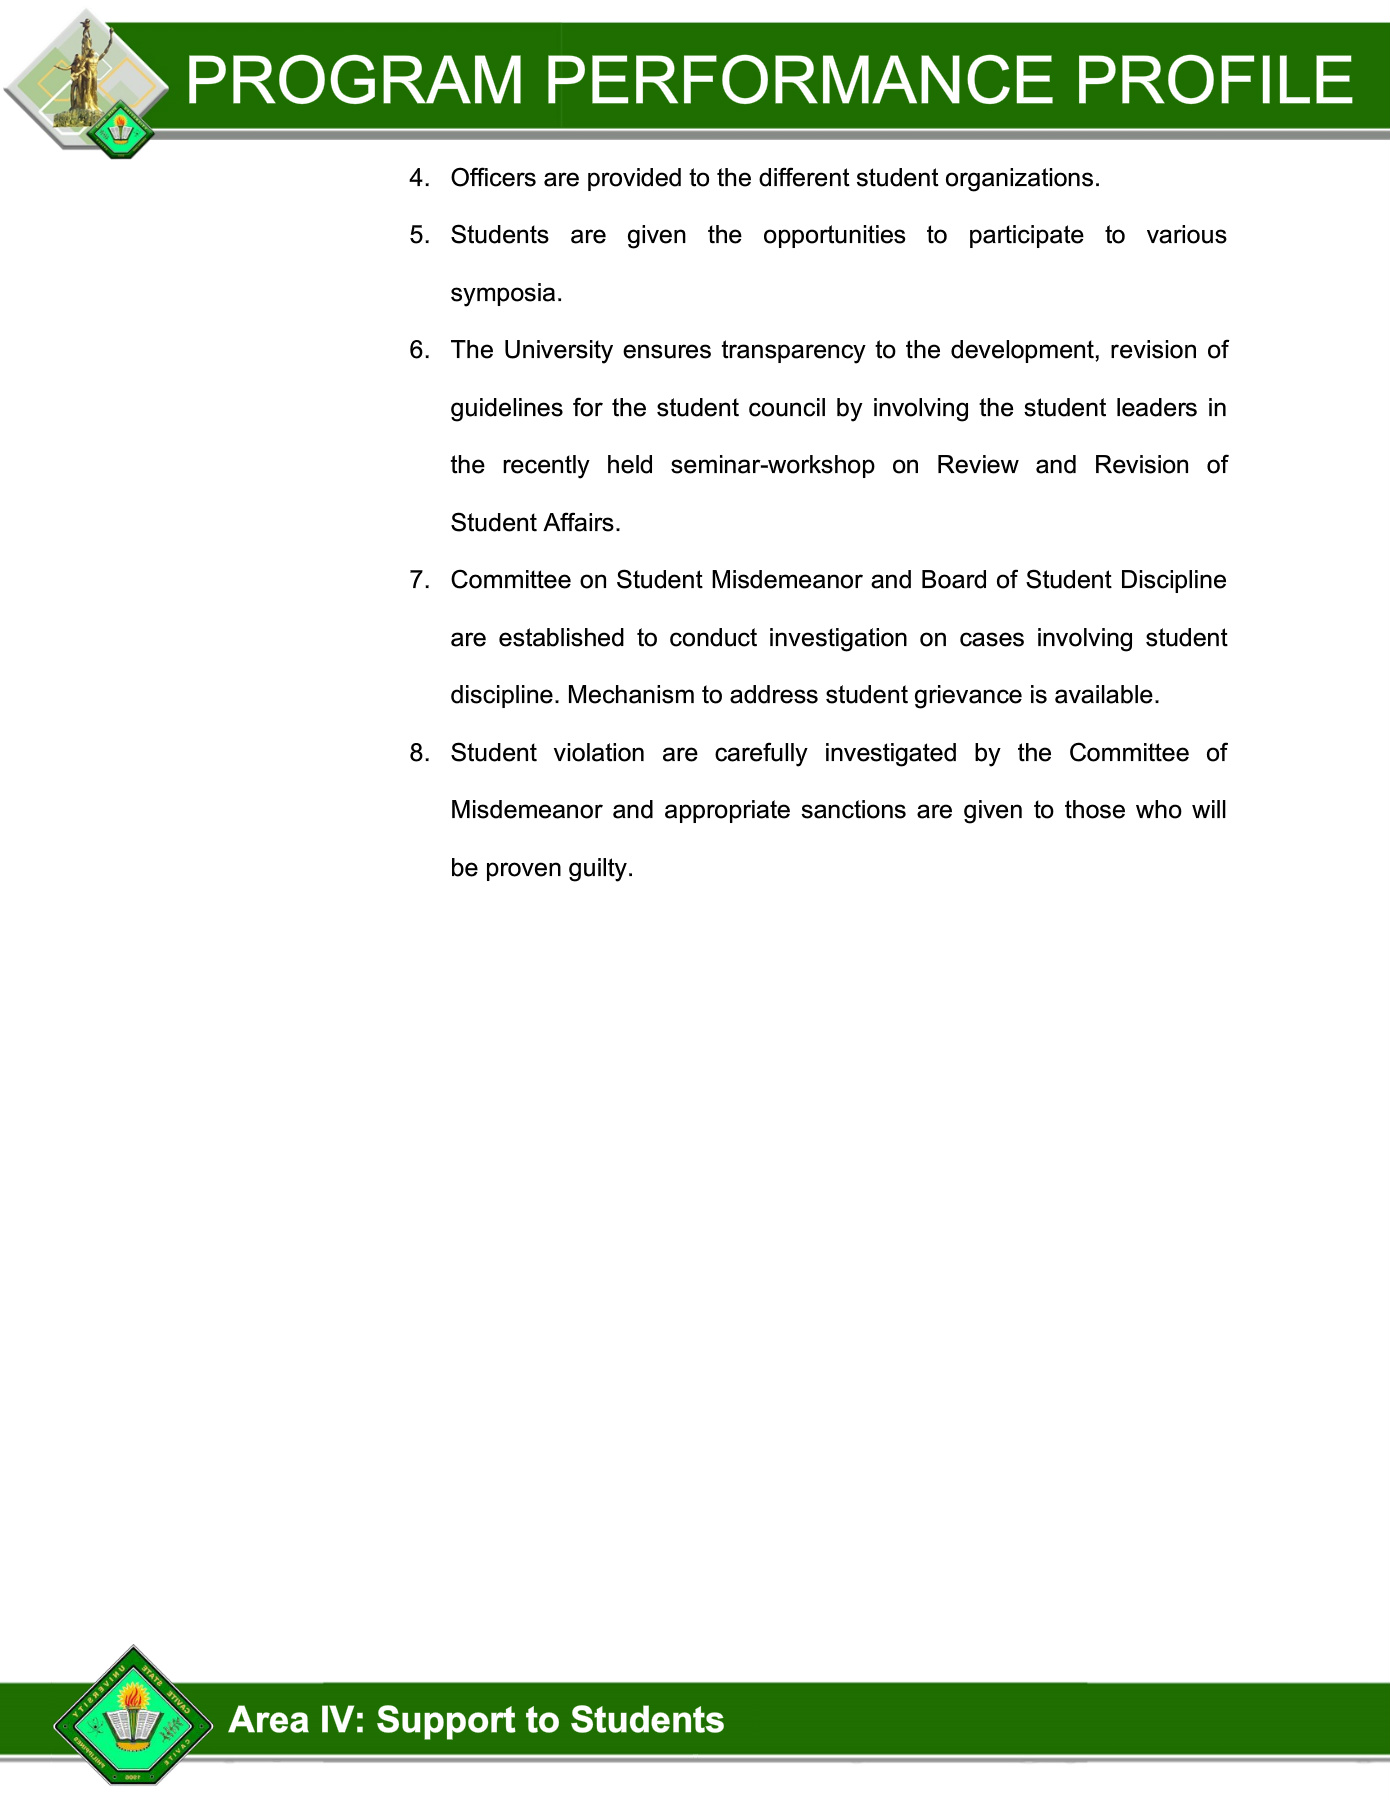 PROGRAM PERFORMANCE PROFILE
4. Officers are provided to the different student organizations.
5. Students are given the opportunities to participate to various
symposia.
6. The University ensures transparency to the development, revision of
guidelines for the student council by involving the student leaders in
the recently held seminar-workshop on Review and Revision of
Student Affairs.
7. Committee on Student Misdemeanor and Board of Student Discipline
are established to conduct investigation on cases involving student
discipline. Mechanism to address student grievance is available.
8. Student violation are carefully investigated by the Committee of
Misdemeanor and appropriate sanctions are given to those who will
be proven guilty.
CAVITE STATE UNIVERSITY
CAVITE
PHILIPPINES
Area IV: Support to Students